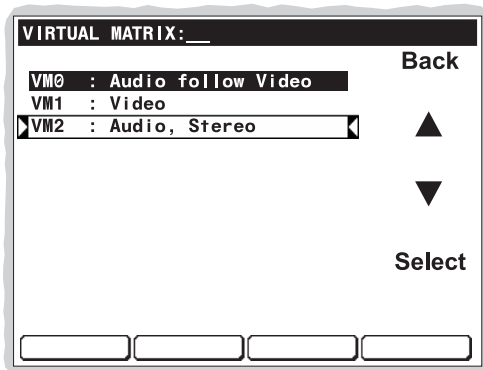 VIRTUAL MATRIX:__
Back
VM0 : Audio follow Video
VM1 : Video
VM2 : Audio, Stereo
Select